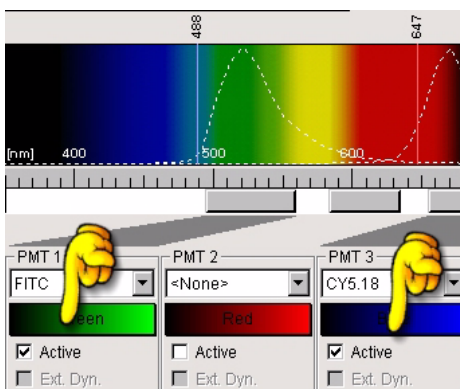 488 647
[nm] 400 500 600
PMT 1 PMT 2 PMT 3
FITC <None> CY5.18
Red
Active Active Active
Ext. Dyn. Ext. Dyn. Ext. Dyn.